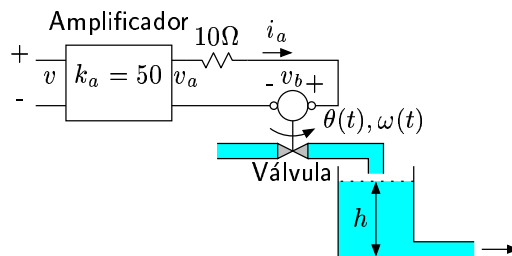 Amplificador
10Ω
i_a
+
v
k_a = 50
v_a
-
- v_b +
θ(t), ω(t)
Válvula
h